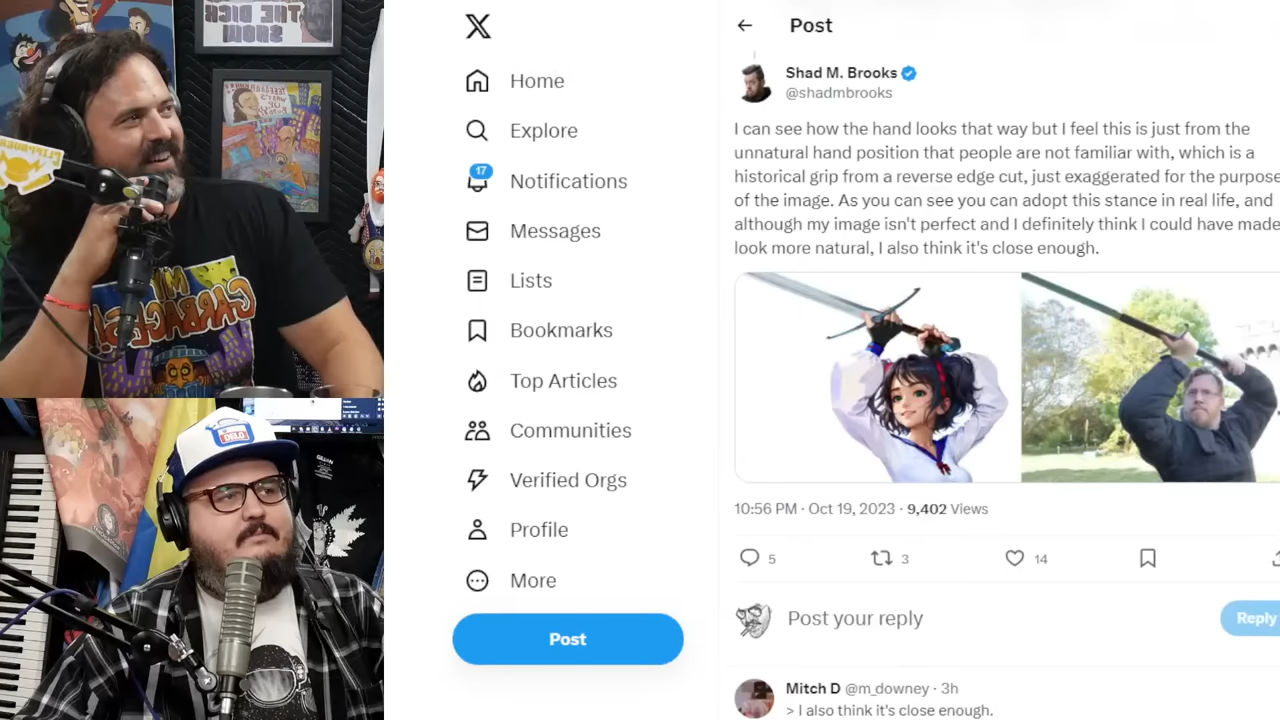 THE DICK
SHOW
DELO
X
Home
Explore
17
Notifications
Messages
Lists
Bookmarks
Top Articles
Communities
Verified Orgs
Profile
More
Post
← Post
Shad M. Brooks
@shadmbrooks
I can see how the hand looks that way but I feel this is just from the
unnatural hand position that people are not familiar with, which is a
historical grip from a reverse edge cut, just exaggerated for the purpose
of the image. As you can see you can adopt this stance in real life, and
although my image isn't perfect and I definitely think I could have made
look more natural, I also think it's close enough.
10:56 PM · Oct 19, 2023 · 9,402 Views
5 3 14
Post your reply
Reply
Mitch D @m_downey · 3h
> I also think it's close enough.